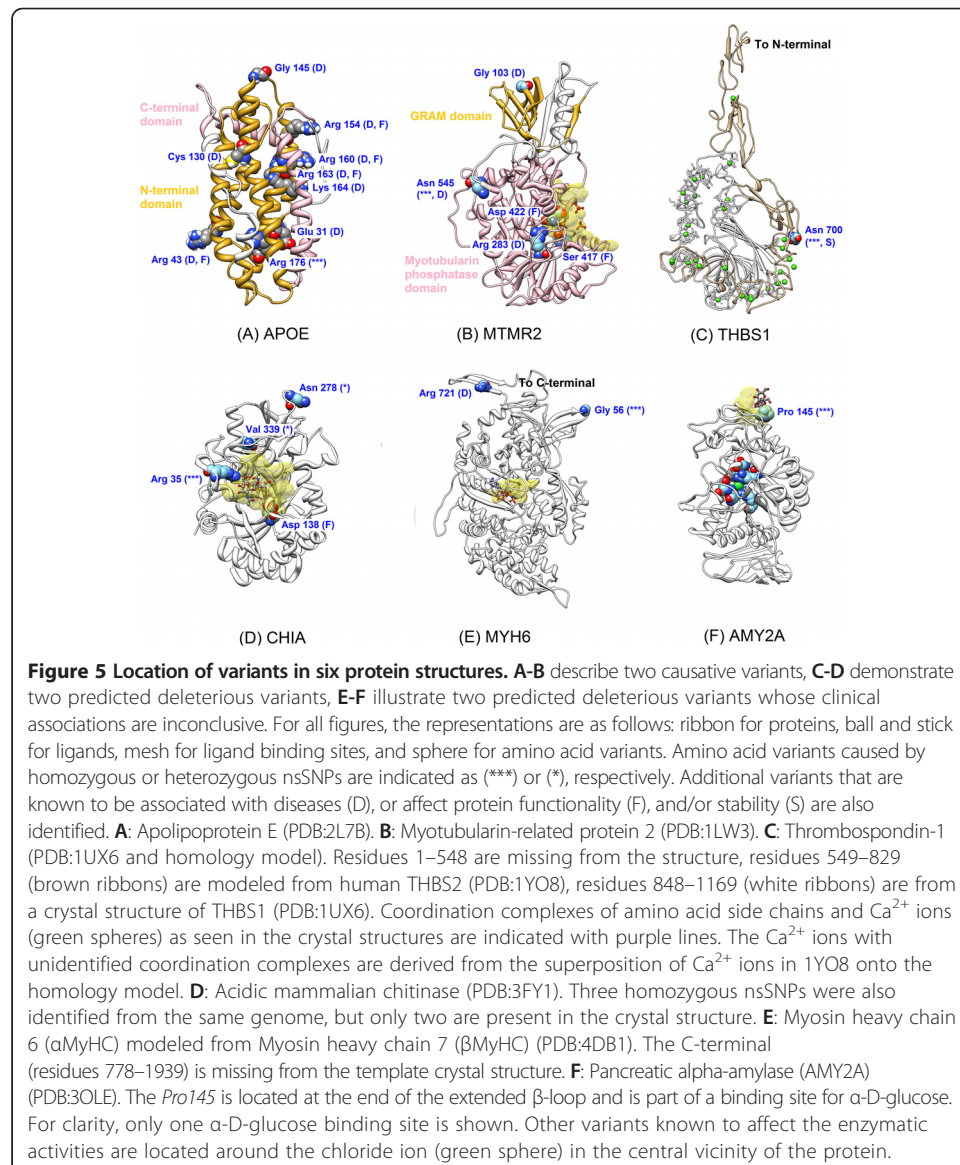 Gly 145 (D)
C-terminal
domain
Arg 154 (D, F)
Cys 130 (D)
Arg 160 (D, F)
Arg 163 (D, F)
Lys 164 (D)
N-terminal
domain
Glu 31 (D)
Arg 43 (D, F)
Arg 176 (***)
(A) APOE
Gly 103 (D)
GRAM domain
Asn 545
(***, D)
Asp 422 (F)
Arg 283 (D)
Ser 417 (F)
Myotubularin
phosphatase
domain
(B) MTMR2
To N-terminal
Asn 700
(***, S)
(C) THBS1
Asn 278 (*)
Val 339 (*)
Arg 35 (***)
Asp 138 (F)
(D) CHIA
To C-terminal
Arg 721 (D)
Gly 56 (***)
(E) MYH6
Pro 145 (***)
(F) AMY2A
Figure 5 Location of variants in six protein structures. A-B describe two causative variants, C-D demonstrate
two predicted deleterious variants, E-F illustrate two predicted deleterious variants whose clinical
associations are inconclusive. For all figures, the representations are as follows: ribbon for proteins, ball and stick
for ligands, mesh for ligand binding sites, and sphere for amino acid variants. Amino acid variants caused by
homozygous or heterozygous nsSNPs are indicated as (***) or (*), respectively. Additional variants that are
known to be associated with diseases (D), or affect protein functionality (F), and/or stability (S) are also
identified. A: Apolipoprotein E (PDB:2L7B). B: Myotubularin-related protein 2 (PDB:1LW3). C: Thrombospondin-1
(PDB:1UX6 and homology model). Residues 1–548 are missing from the structure, residues 549–829
(brown ribbons) are modeled from human THBS2 (PDB:1YO8), residues 848–1169 (white ribbons) are from
a crystal structure of THBS1 (PDB:1UX6). Coordination complexes of amino acid side chains and Ca2+ ions
(green spheres) as seen in the crystal structures are indicated with purple lines. The Ca2+ ions with
unidentified coordination complexes are derived from the superposition of Ca2+ ions in 1YO8 onto the
homology model. D: Acidic mammalian chitinase (PDB:3FY1). Three homozygous nsSNPs were also
identified from the same genome, but only two are present in the crystal structure. E: Myosin heavy chain
6 (αMyHC) modeled from Myosin heavy chain 7 (βMyHC) (PDB:4DB1). The C-terminal
(residues 778–1939) is missing from the template crystal structure. F: Pancreatic alpha-amylase (AMY2A)
(PDB:3OLE). The Pro145 is located at the end of the extended β-loop and is part of a binding site for α-D-glucose.
For clarity, only one α-D-glucose binding site is shown. Other variants known to affect the enzymatic
activities are located around the chloride ion (green sphere) in the central vicinity of the protein.